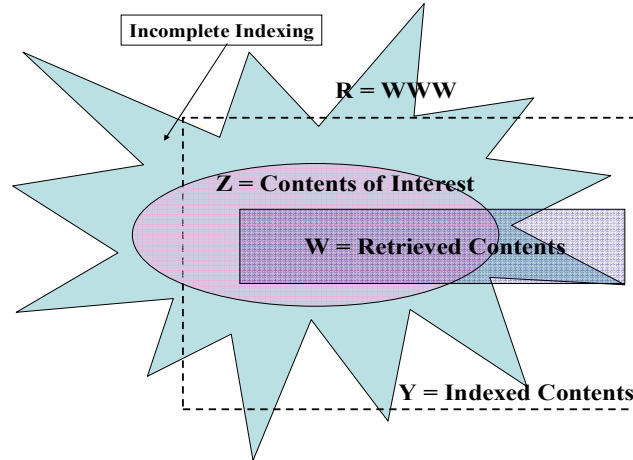 Incomplete Indexing
R = WWW
Z = Contents of Interest
W = Retrieved Contents
Y = Indexed Contents